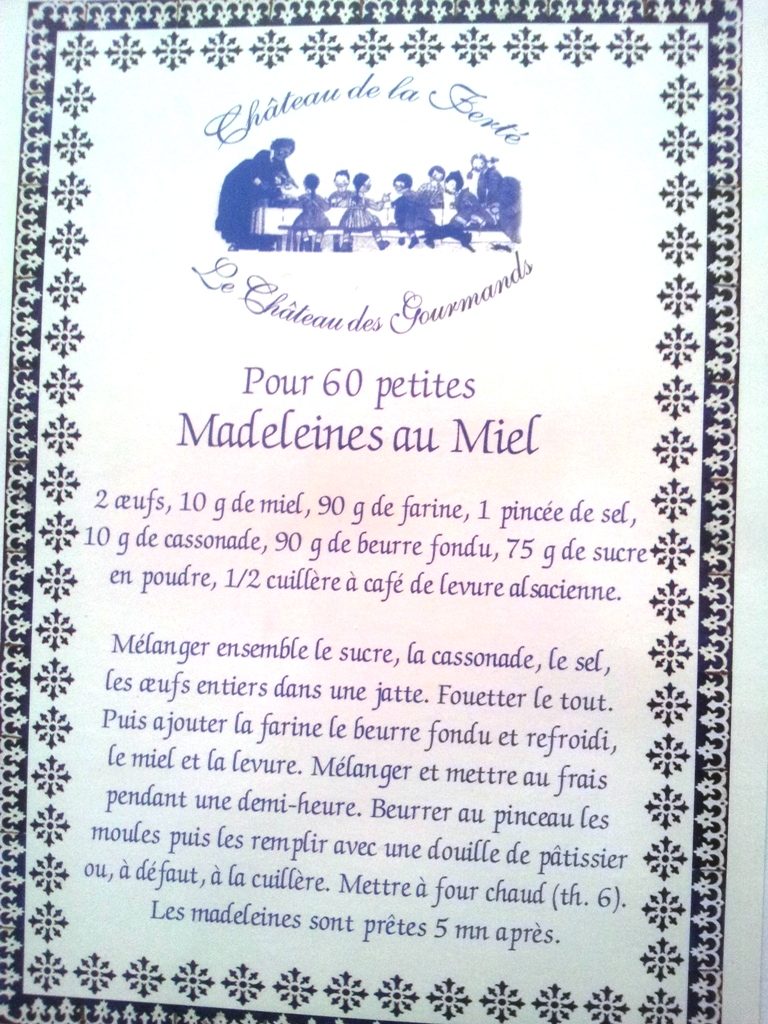 Château de la Ferté
Le Château des Gourmands
Pour 60 petites
Madeleines au Miel
2 œufs, 10 g de miel, 90 g de farine, 1 pincée de sel,
10 g de cassonade, 90 g de beurre fondu, 75 g de sucre
en poudre, 1/2 cuillère à café de levure alsacienne.
Mélanger ensemble le sucre, la cassonade, le sel,
les œufs entiers dans une jatte. Fouetter le tout.
Puis ajouter la farine le beurre fondu et refroidi,
le miel et la levure. Mélanger et mettre au frais
pendant une demi-heure. Beurrer au pinceau les
moules puis les remplir avec une douille de pâtissier
ou, à défaut, à la cuillère. Mettre à four chaud (th. 6).
Les madeleines sont prêtes 5 mn après.